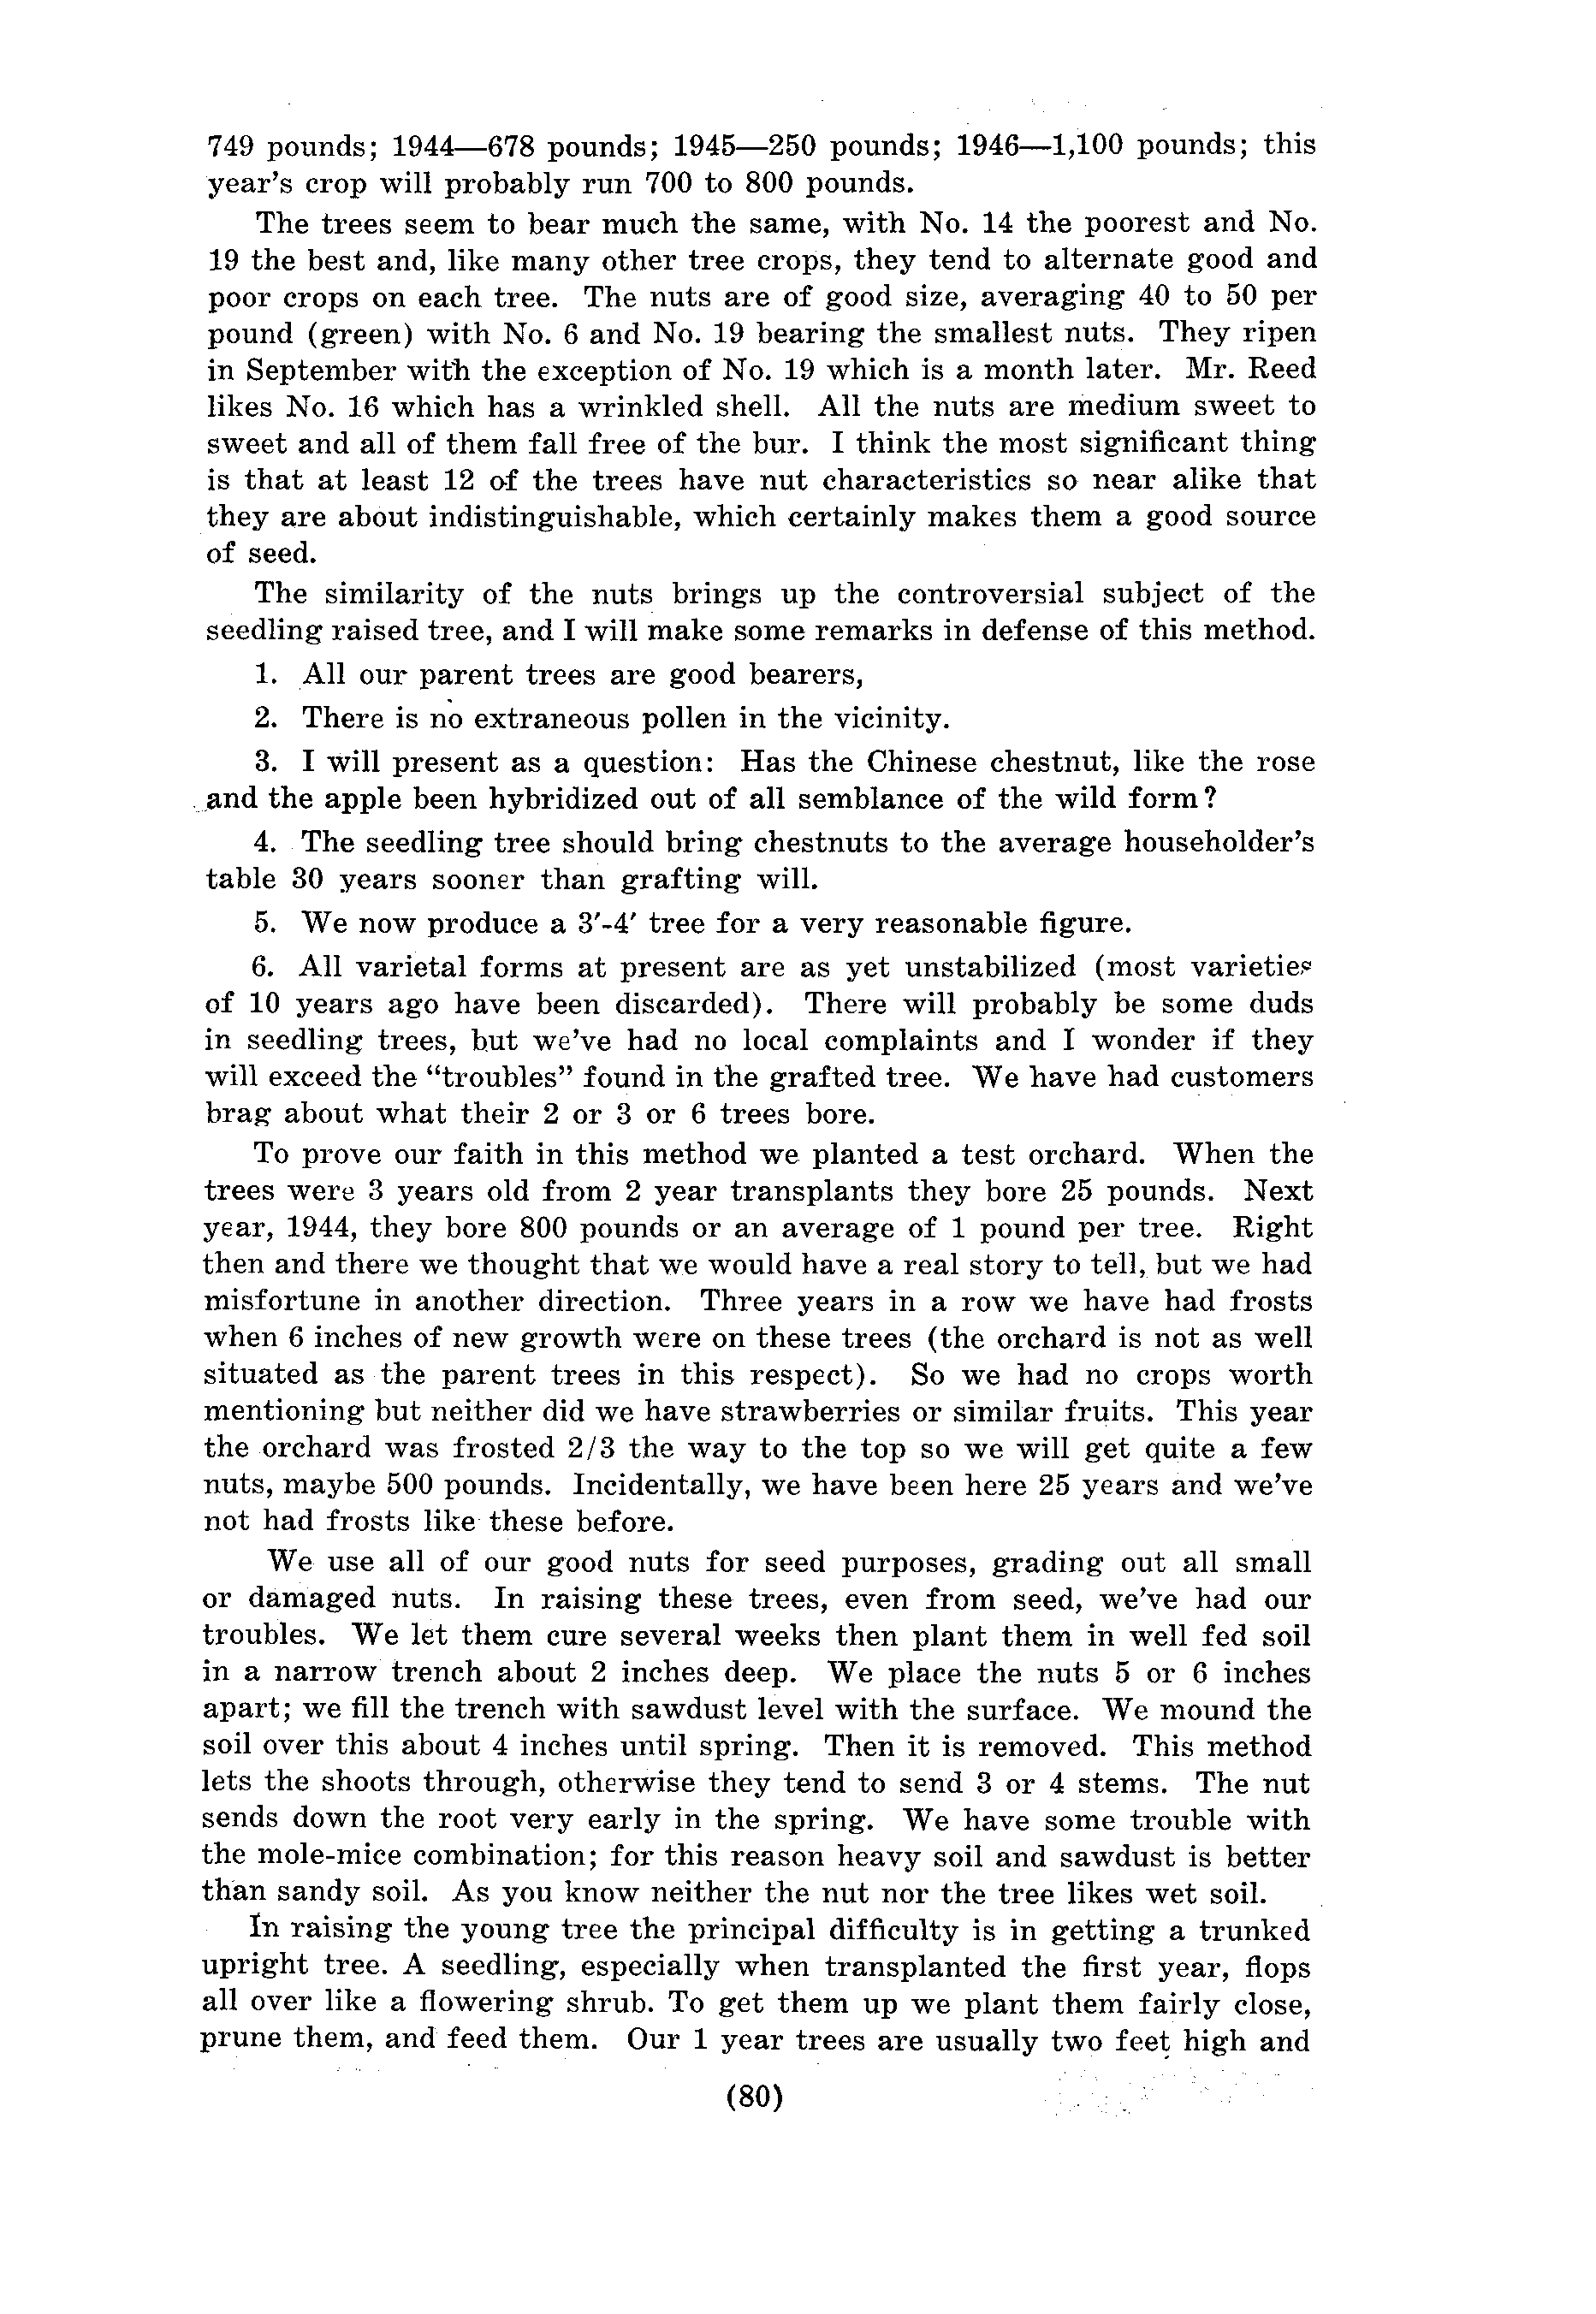 749 pounds; 1944—678 pounds; 1945—250 pounds; 1946—1,100 pounds; this
year's crop will probably run 700 to 800 pounds.
The trees seem to bear much the same, with No. 14 the poorest and No.
19 the best and, like many other tree crops, they tend to alternate good and
poor crops on each tree. The nuts are of good size, averaging 40 to 50 per
pound (green) with No. 6 and No. 19 bearing the smallest nuts. They ripen
in September with the exception of No. 19 which is a month later. Mr. Reed
likes No. 16 which has a wrinkled shell. All the nuts are medium sweet to
sweet and all of them fall free of the bur. I think the most significant thing
is that at least 12 of the trees have nut characteristics so near alike that
they are about indistinguishable, which certainly makes them a good source
of seed.
The similarity of the nuts brings up the controversial subject of the
seedling raised tree, and I will make some remarks in defense of this method.
1. All our parent trees are good bearers,
2. There is no extraneous pollen in the vicinity.
3. I will present as a question: Has the Chinese chestnut, like the rose
and the apple been hybridized out of all semblance of the wild form?
4. The seedling tree should bring chestnuts to the average householder's
table 30 years sooner than grafting will.
5. We now produce a 3′-4′ tree for a very reasonable figure.
6. All varietal forms at present are as yet unstabilized (most varieties
of 10 years ago have been discarded). There will probably be some duds
in seedling trees, but we've had no local complaints and I wonder if they
will exceed the "troubles" found in the grafted tree. We have had customers
brag about what their 2 or 3 or 6 trees bore.
To prove our faith in this method we planted a test orchard. When the
trees were 3 years old from 2 year transplants they bore 25 pounds. Next
year, 1944, they bore 800 pounds or an average of 1 pound per tree. Right
then and there we thought that we would have a real story to tell, but we had
misfortune in another direction. Three years in a row we have had frosts
when 6 inches of new growth were on these trees (the orchard is not as well
situated as the parent trees in this respect). So we had no crops worth
mentioning but neither did we have strawberries or similar fruits. This year
the orchard was frosted 2/3 the way to the top so we will get quite a few
nuts, maybe 500 pounds. Incidentally, we have been here 25 years and we've
not had frosts like these before.
We use all of our good nuts for seed purposes, grading out all small
or damaged nuts. In raising these trees, even from seed, we've had our
troubles. We let them cure several weeks then plant them in well fed soil
in a narrow trench about 2 inches deep. We place the nuts 5 or 6 inches
apart; we fill the trench with sawdust level with the surface. We mound the
soil over this about 4 inches until spring. Then it is removed. This method
lets the shoots through, otherwise they tend to send 3 or 4 stems. The nut
sends down the root very early in the spring. We have some trouble with
the mole-mice combination; for this reason heavy soil and sawdust is better
than sandy soil. As you know neither the nut nor the tree likes wet soil.
In raising the young tree the principal difficulty is in getting a trunked
upright tree. A seedling, especially when transplanted the first year, flops
all over like a flowering shrub. To get them up we plant them fairly close,
prune them, and feed them. Our 1 year trees are usually two feet high and
(80)